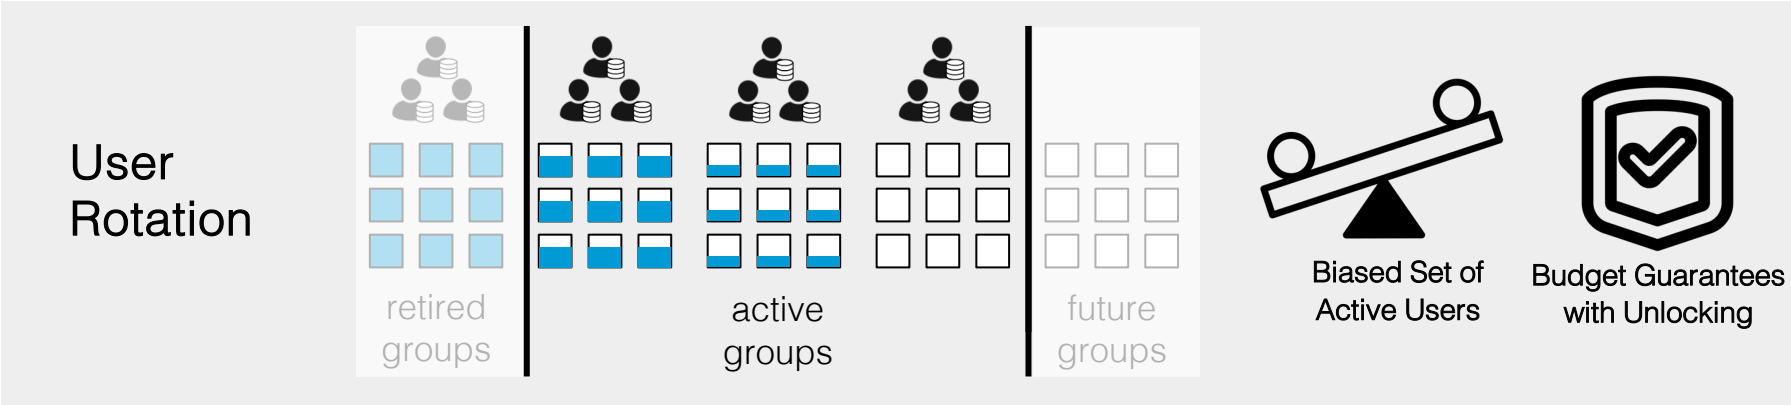 User
Rotation
retired
groups
active
groups
future
groups
Biased Set of
Active Users
Budget Guarantees
with Unlocking